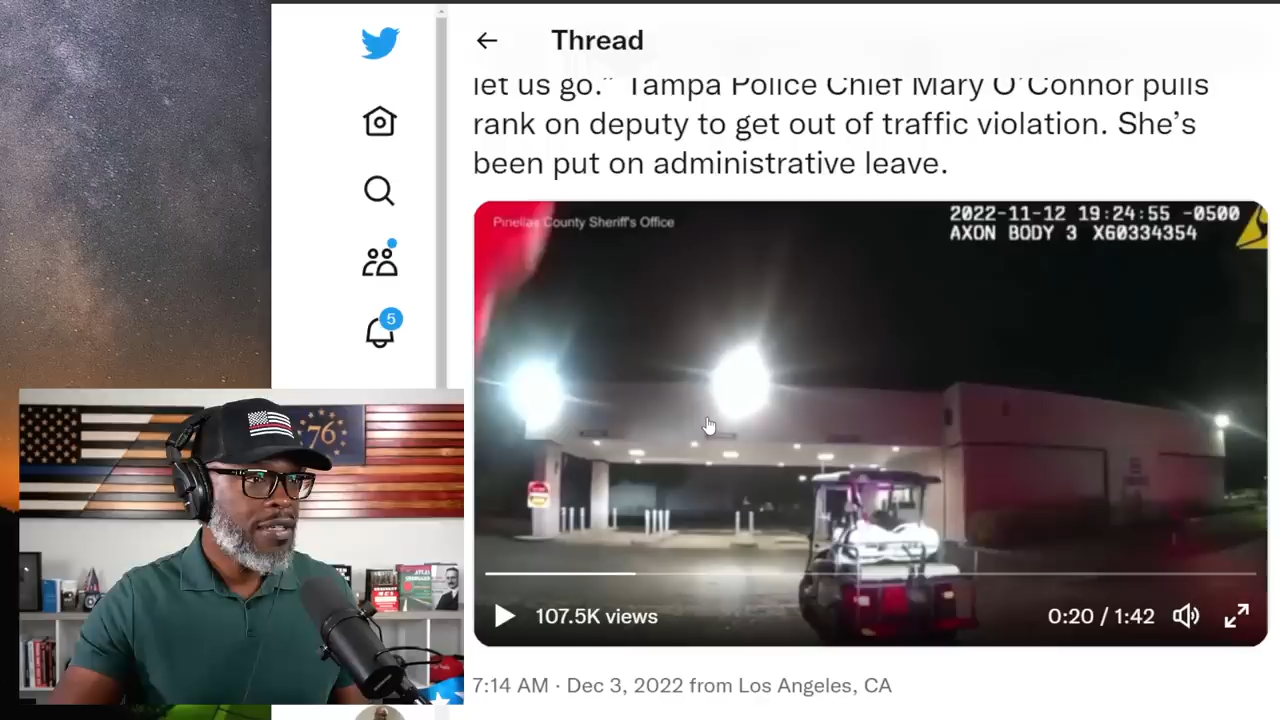 Thread
let us go." Tampa Police Chief Mary O'Connor pulls
rank on deputy to get out of traffic violation. She's
been put on administrative leave.
Pinellas County Sheriff's Office
2022-11-12 19:24:55 -0500
AXON BODY 3 X60334354
5
76
107.5K views
0:20 / 1:42
7:14 AM · Dec 3, 2022 from Los Angeles, CA